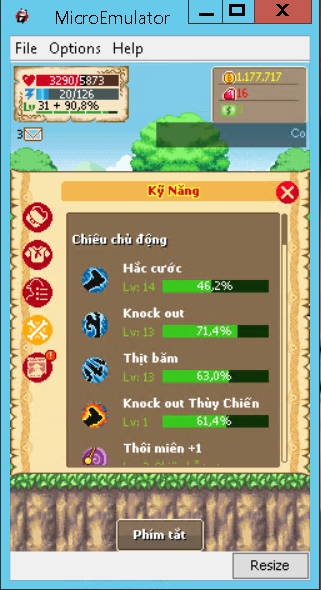 MicroEmulator
File Options Help
3290/5873
1.177.717
20/126
16
Lv 31 + 90,8%
3
Co
Kỹ Năng
Chiêu chủ động
Hắc cước
Lv: 14 46,2%
Knock out
Lv: 13 71,4%
Thịt băm
Lv: 13 63,0%
Knock out Thủy Chiến
Lv: 1 61,4%
Thôi miên +1
Phím tắt
Resize